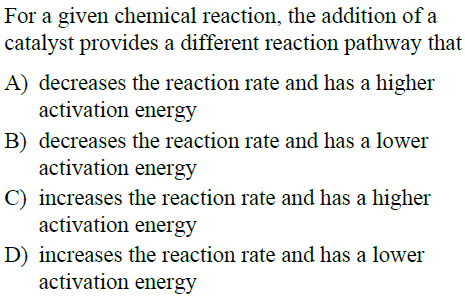 For a given chemical reaction, the addition of a
catalyst provides a different reaction pathway that
A) decreases the reaction rate and has a higher
activation energy
B) decreases the reaction rate and has a lower
activation energy
C) increases the reaction rate and has a higher
activation energy
D) increases the reaction rate and has a lower
activation energy